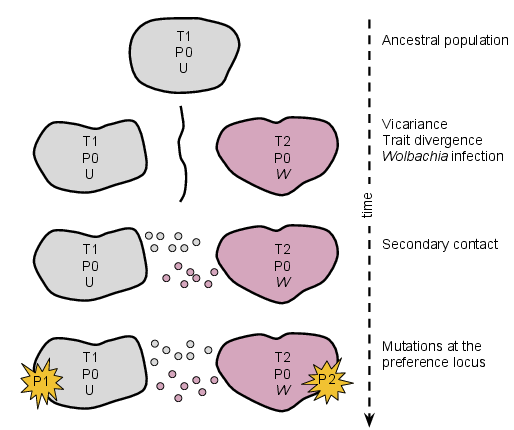 T1
P0
U
Ancestral population
Vicariance
Trait divergence
Wolbachia infection
T1
P0
U
T2
P0
W
time
Secondary contact
T1
P0
U
T2
P0
W
Mutations at the
preference locus
T1
P0
U
T2
P0
W
P1
P2